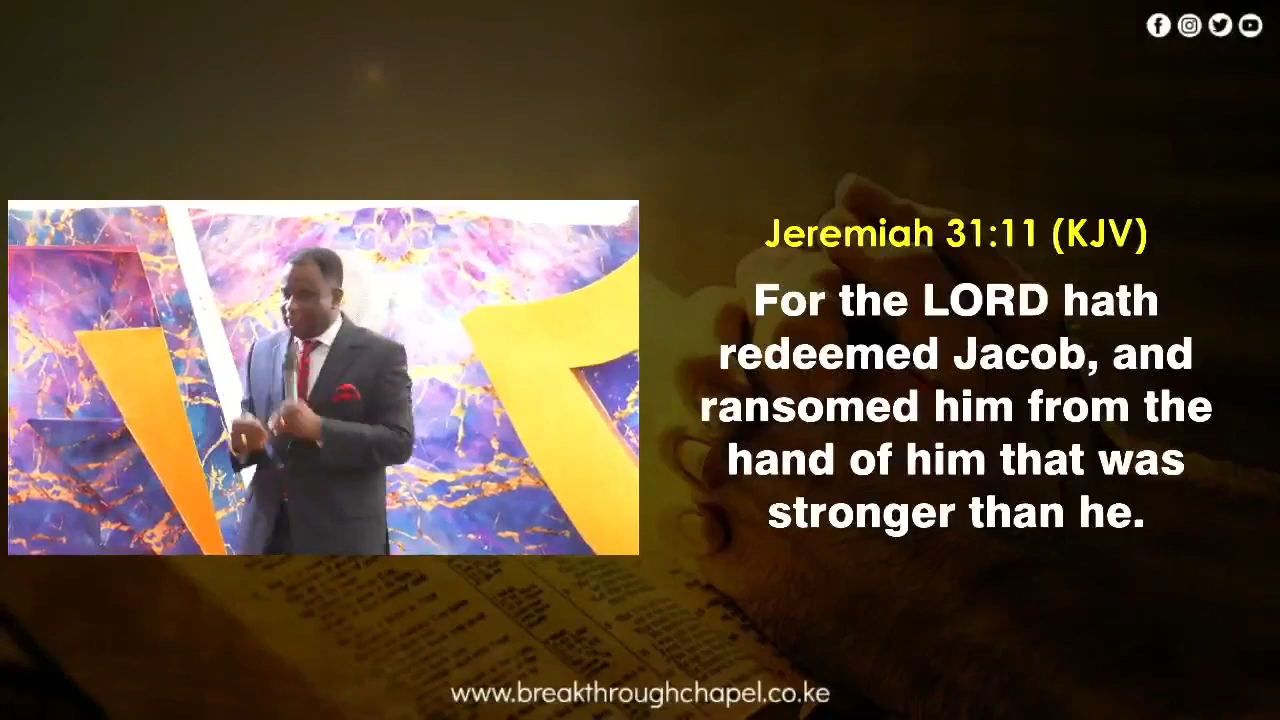 Jeremiah 31:11 (KJV)
For the LORD hath
redeemed Jacob, and
ransomed him from the
hand of him that was
stronger than he.
www.breakthroughchapel.co.ke